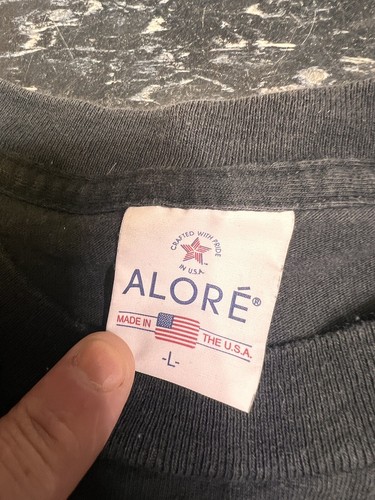 CRAFTED WITH PRIDE
IN U.S.A.
ALORÉ®
MADE IN THE U.S.A.
-L-